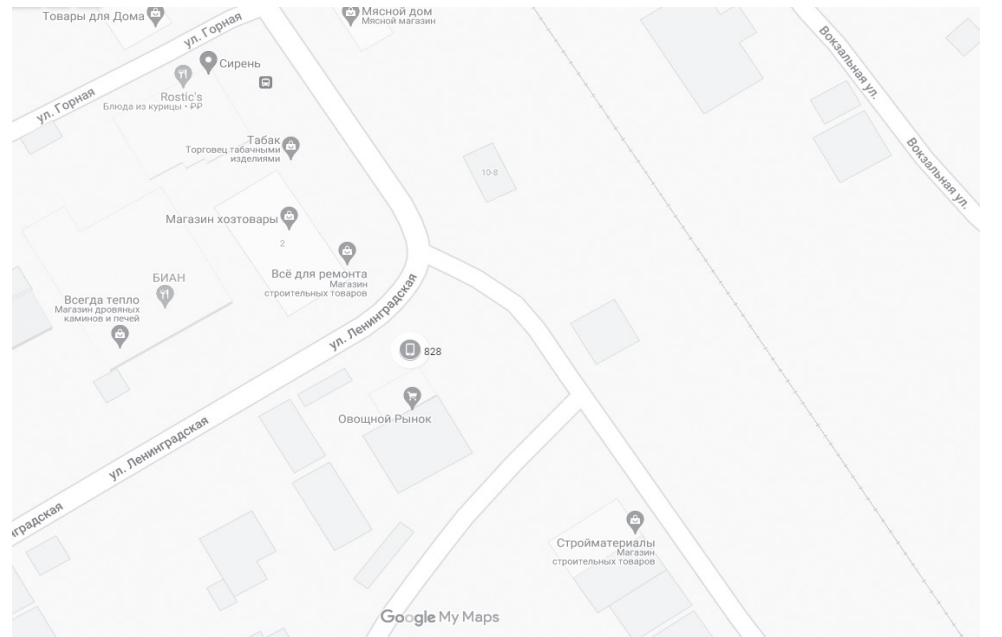 Товары для Дома
Мясной дом
Мясной магазин
ул. Горная
Вокзальная ул.
Сирень
Rostic's
Блюда из курицы • ₽₽
ул. Горная
Табак
Торговец табачными
изделиями
Вокзальная ул.
10-8
Магазин хозтовары
2
Всё для ремонта
Магазин
строительных товаров
БИАН
Всегда тепло
Магазин дровяных
каминов и печей
ул. Ленинградская
828
Овощной Рынок
ул. Ленинградская
нградская
Стройматериалы
Магазин
строительных товаров
Google My Maps